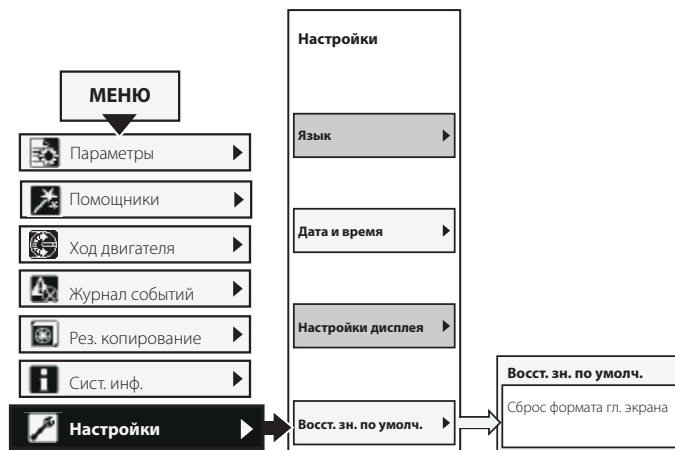 МЕНЮ
Параметры
Помощники
Ход двигателя
Журнал событий
Рез. копирование
Сист. инф.
Настройки
Настройки
Язык
Дата и время
Настройки дисплея
Восст. зн. по умолч.
Восст. зн. по умолч.
Сброс формата гл. экрана